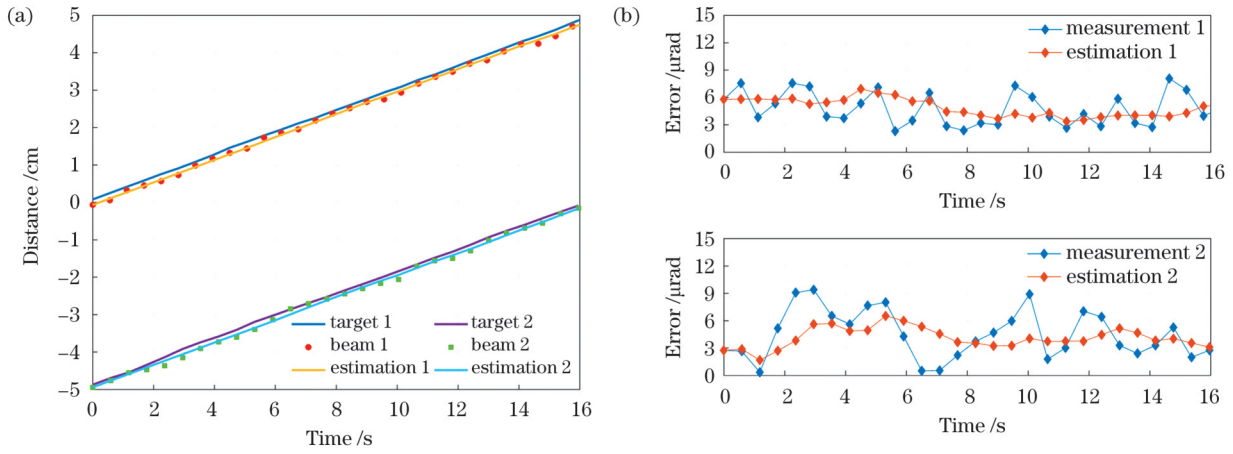 (a)
5
4
3
2
1
0
−1
−2
−3
−4
−5
Distance /cm
0 2 4 6 8 10 12 14 16
Time /s
target 1 target 2
beam 1 beam 2
estimation 1 estimation 2
(b)
15
12
9
6
3
0
Error /μrad
measurement 1
estimation 1
0 2 4 6 8 10 12 14 16
Time /s
15
12
9
6
3
0
Error /μrad
measurement 2
estimation 2
0 2 4 6 8 10 12 14 16
Time /s